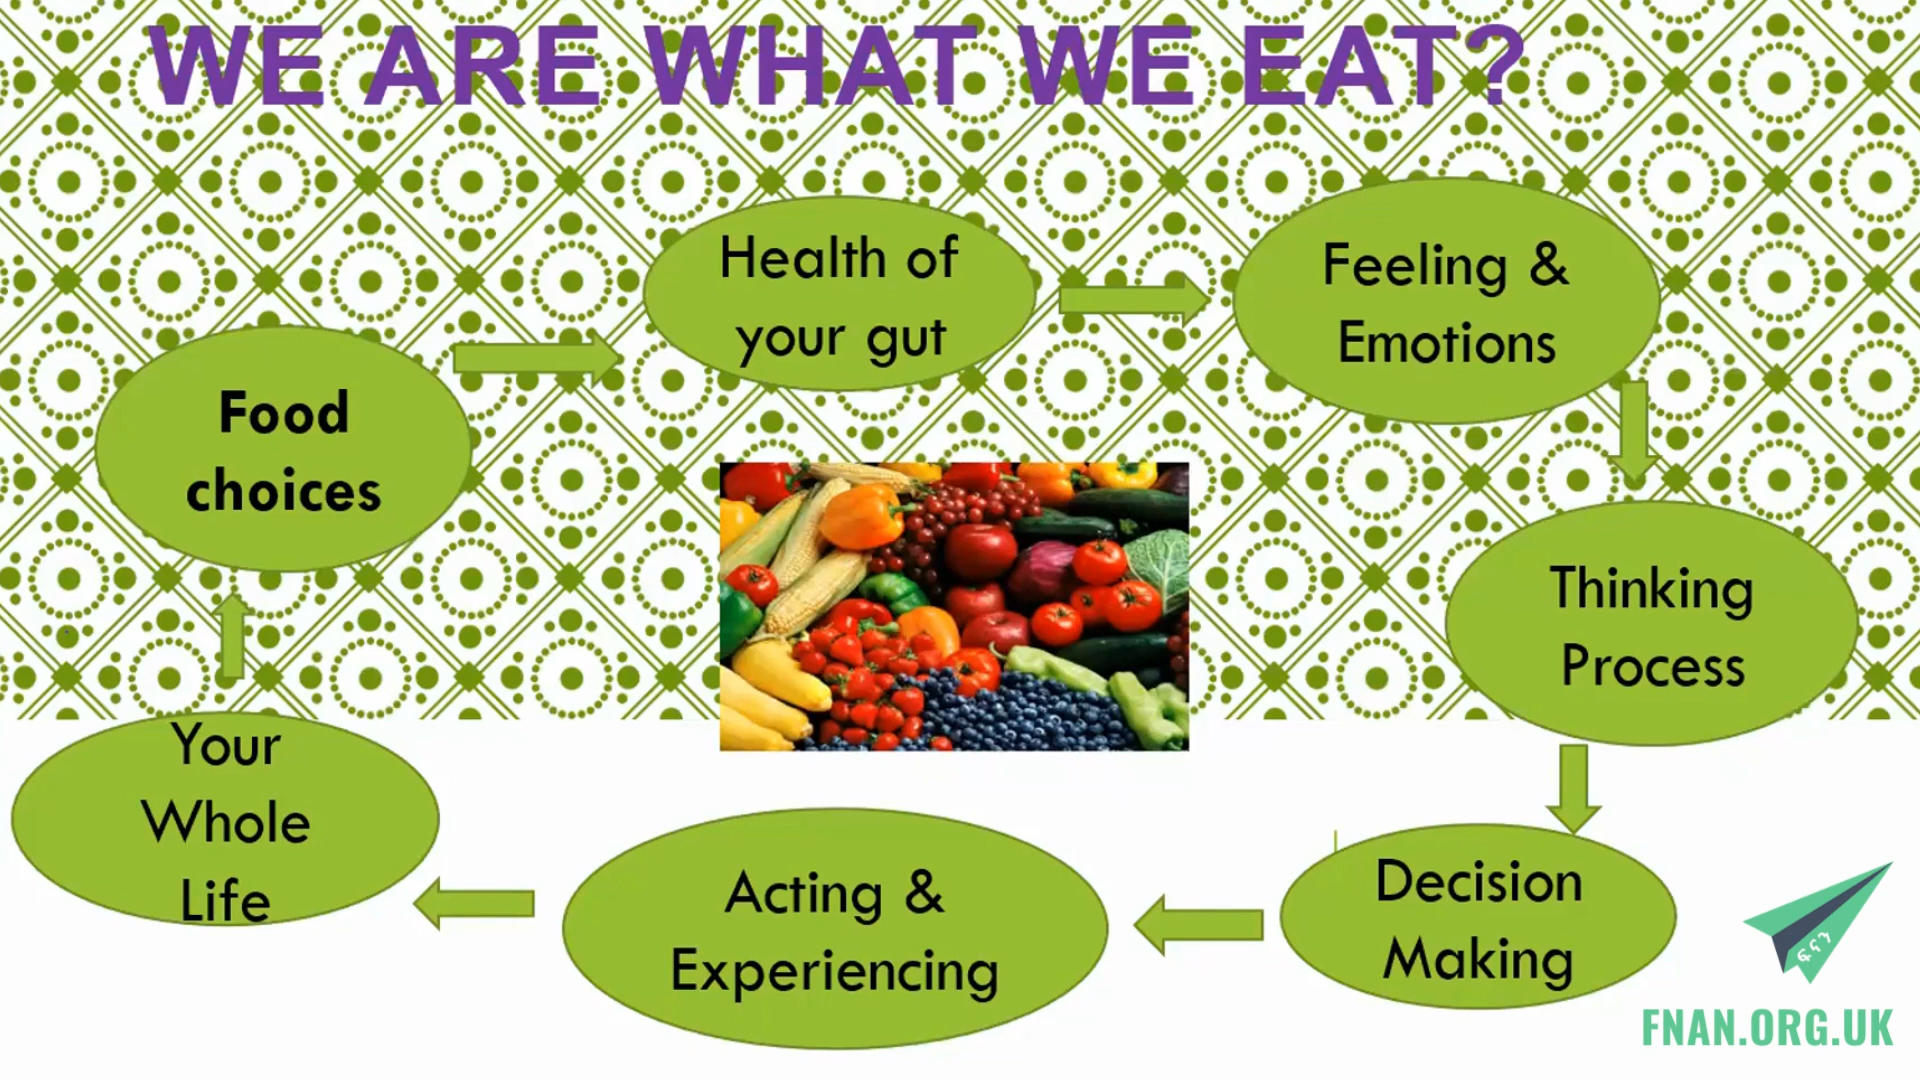 WE ARE WHAT WE EAT?
Food
choices
Health of
your gut
Feeling &
Emotions
Thinking
Process
Decision
Making
Acting &
Experiencing
Your
Whole
Life
ፍናን
FNAN.ORG.UK